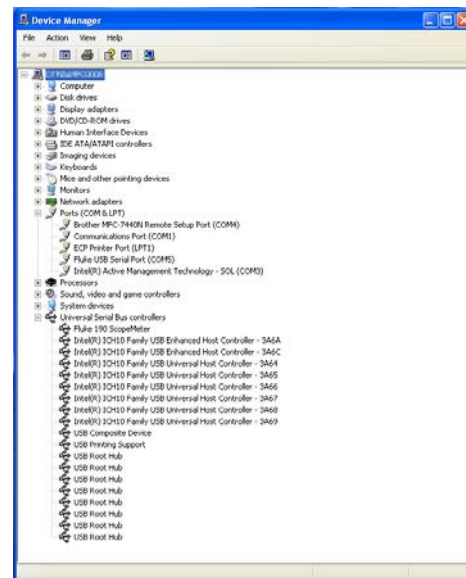 Device Manager
File Action View Help
Computer
Disk drives
Display adapters
DVD/CD-ROM drives
Human Interface Devices
IDE ATA/ATAPI controllers
Imaging devices
Keyboards
Mice and other pointing devices
Monitors
Network adapters
Ports (COM & LPT)
Brother MFC-7440N Remote Setup Port (COM4)
Communications Port (COM1)
ECP Printer Port (LPT1)
Fluke USB Serial Port (COM5)
Intel(R) Active Management Technology - SOL (COM3)
Processors
Sound, video and game controllers
System devices
Universal Serial Bus controllers
Fluke 190 ScopeMeter
Intel(R) ICH10 Family USB Enhanced Host Controller - 3A6A
Intel(R) ICH10 Family USB Enhanced Host Controller - 3A6C
Intel(R) ICH10 Family USB Universal Host Controller - 3A64
Intel(R) ICH10 Family USB Universal Host Controller - 3A65
Intel(R) ICH10 Family USB Universal Host Controller - 3A66
Intel(R) ICH10 Family USB Universal Host Controller - 3A67
Intel(R) ICH10 Family USB Universal Host Controller - 3A68
Intel(R) ICH10 Family USB Universal Host Controller - 3A69
USB Composite Device
USB Printing Support
USB Root Hub
USB Root Hub
USB Root Hub
USB Root Hub
USB Root Hub
USB Root Hub
USB Root Hub
USB Root Hub